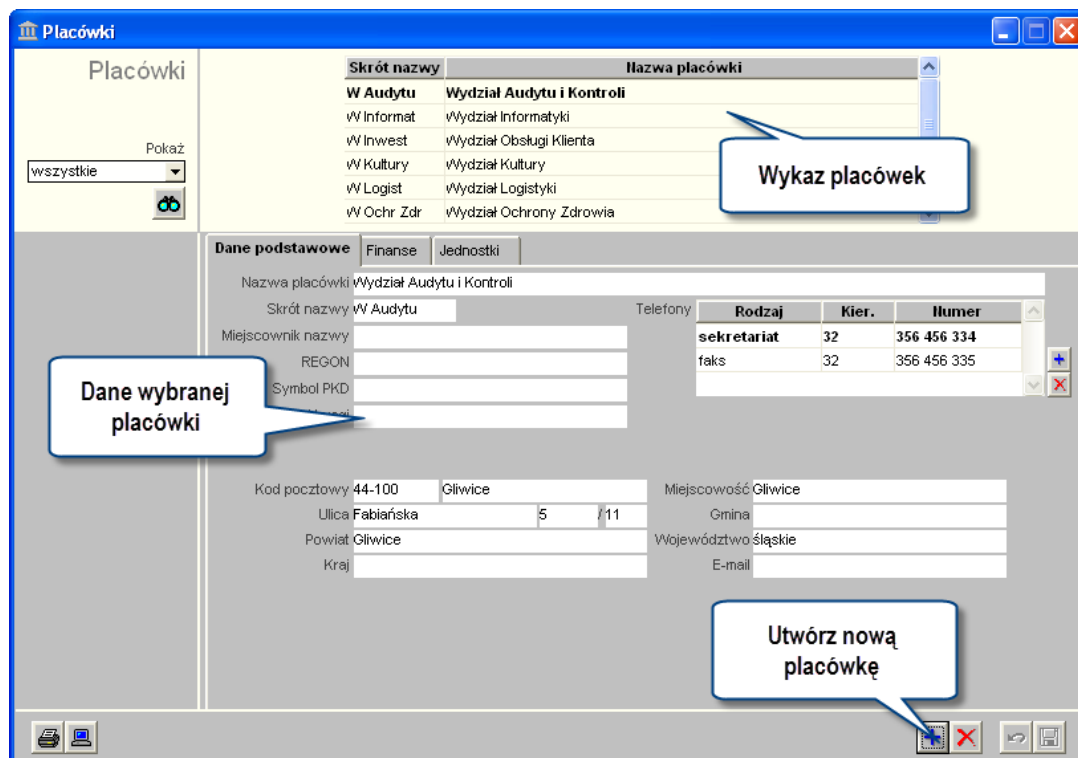 Placówki
Placówki
Pokaż
wszystkie
Skrót nazwy Nazwa placówki
W Audytu Wydział Audytu i Kontroli
W Informat Wydział Informatyki
W Inwest Wydział Obsługi Klienta
W Kultury Wydział Kultury
W Logist Wydział Logistyki
W Ochr Zdr Wydział Ochrony Zdrowia
Wykaz placówek
Dane podstawowe Finanse Jednostki
Nazwa placówki Wydział Audytu i Kontroli
Skrót nazwy W Audytu
Miejscownik nazwy
REGON
Symbol PKD
Telefony Rodzaj Kier. Numer
sekretariat 32 356 456 334
faks 32 356 456 335
Dane wybranej
placówki
Kod pocztowy 44-100 Gliwice Miejscowość Gliwice
Ulica Fabiańska 5 / 11 Gmina
Powiat Gliwice Województwo śląskie
Kraj E-mail
Utwórz nową
placówkę